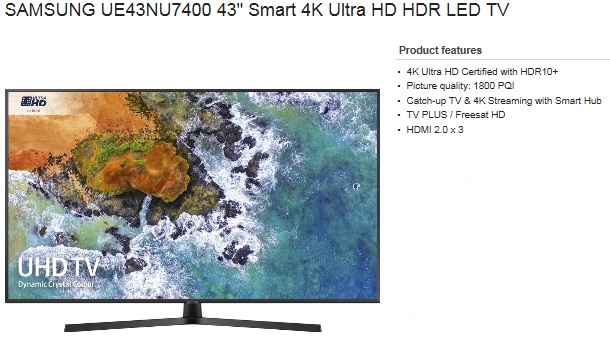 SAMSUNG UE43NU7400 43" Smart 4K Ultra HD HDR LED TV
Product features
• 4K Ultra HD Certified with HDR10+
• Picture quality: 1800 PQI
• Catch-up TV & 4K Streaming with Smart Hub
• TV PLUS / Freesat HD
• HDMI 2.0 x 3
ULTRA
HD
UHD TV
Dynamic Crystal Colour